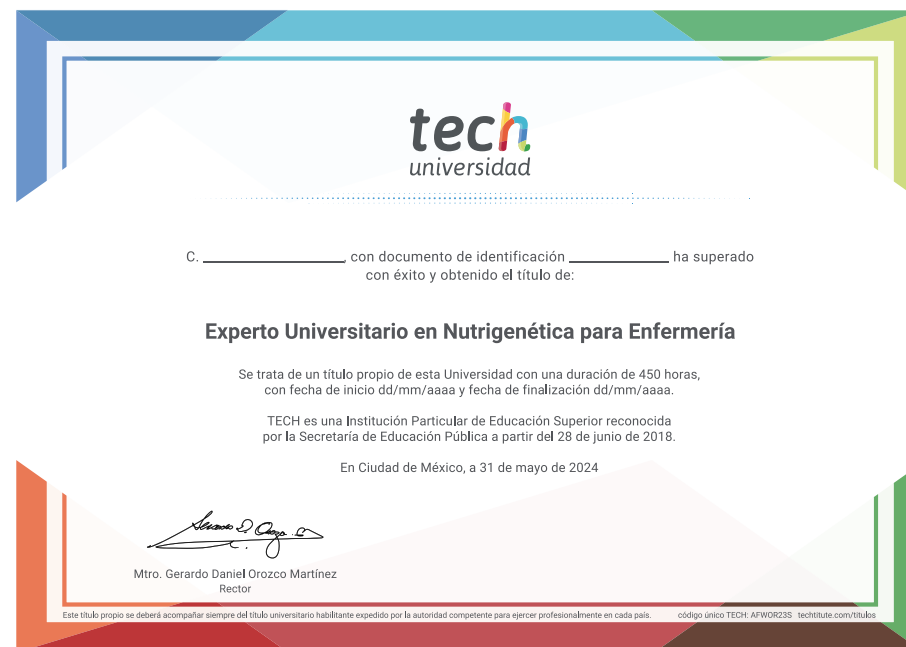 tech
universidad
C. ____________, con documento de identificación _________ ha superado
con éxito y obtenido el título de:
Experto Universitario en Nutrigenética para Enfermería
Se trata de un título propio de esta Universidad con una duración de 450 horas,
con fecha de inicio dd/mm/aaaa y fecha de finalización dd/mm/aaaa.
TECH es una Institución Particular de Educación Superior reconocida
por la Secretaría de Educación Pública a partir del 28 de junio de 2018.
En Ciudad de México, a 31 de mayo de 2024
Mtro. Gerardo Daniel Orozco Martínez
Rector
Este título propio se deberá acompañar siempre del título universitario habilitante expedido por la autoridad competente para ejercer profesionalmente en cada país. código único TECH: AFWOR23S techtitute.com/titulos